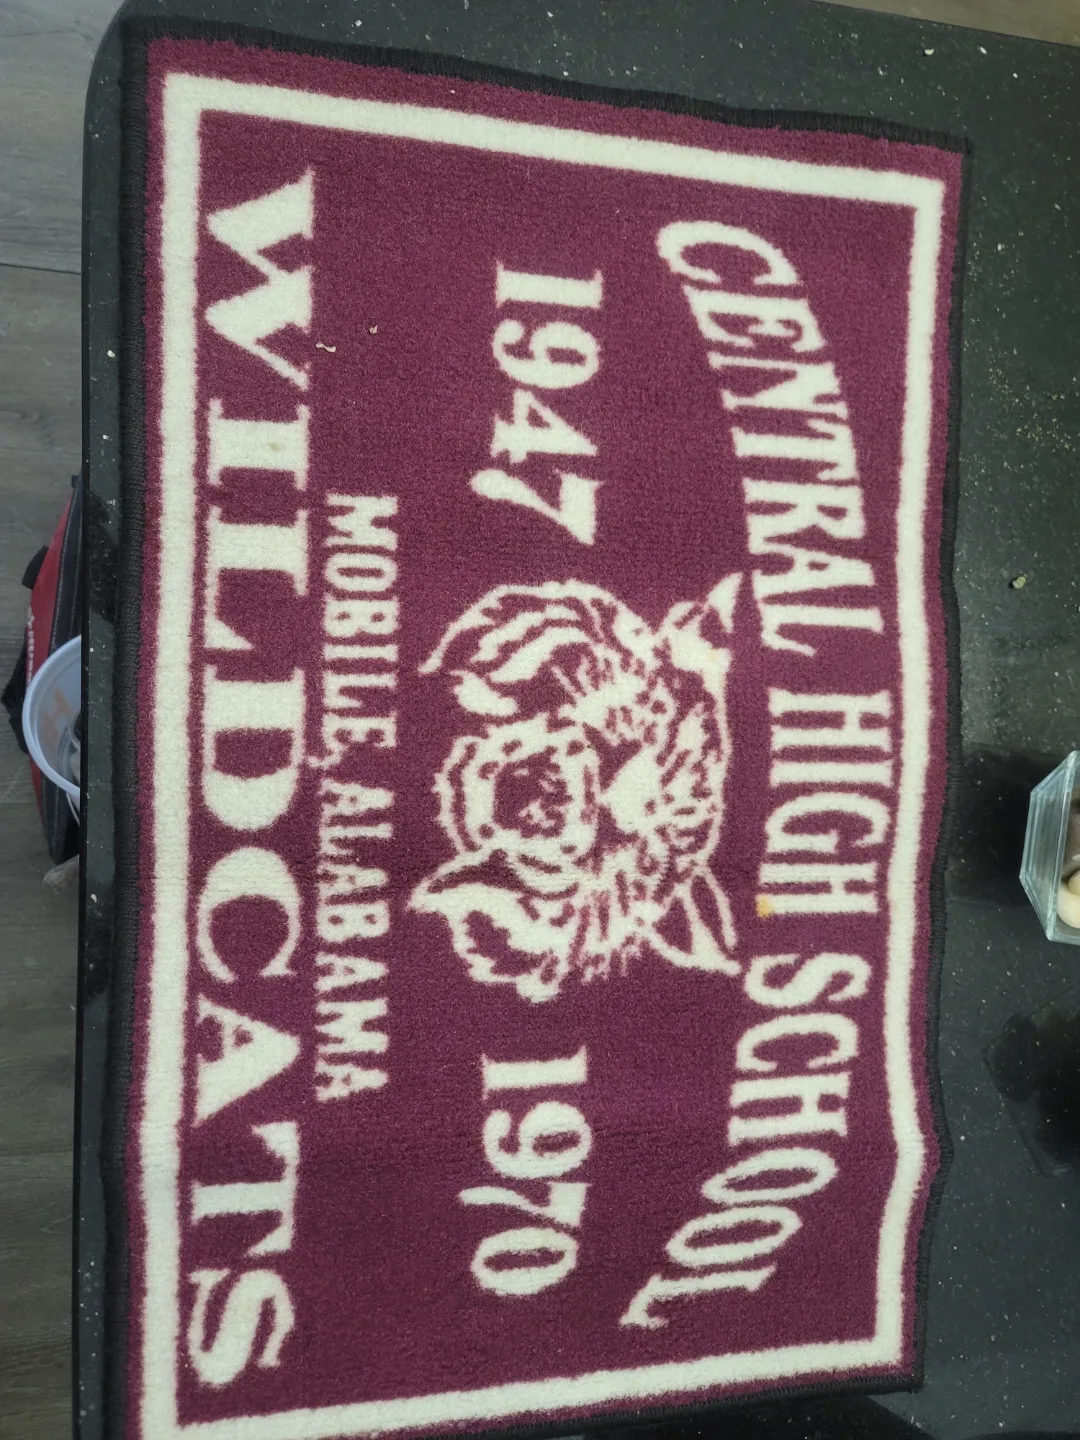 CENTRAL HIGH SCHOOL
1947 1970
MOBILE, ALABAMA
WILDCATS